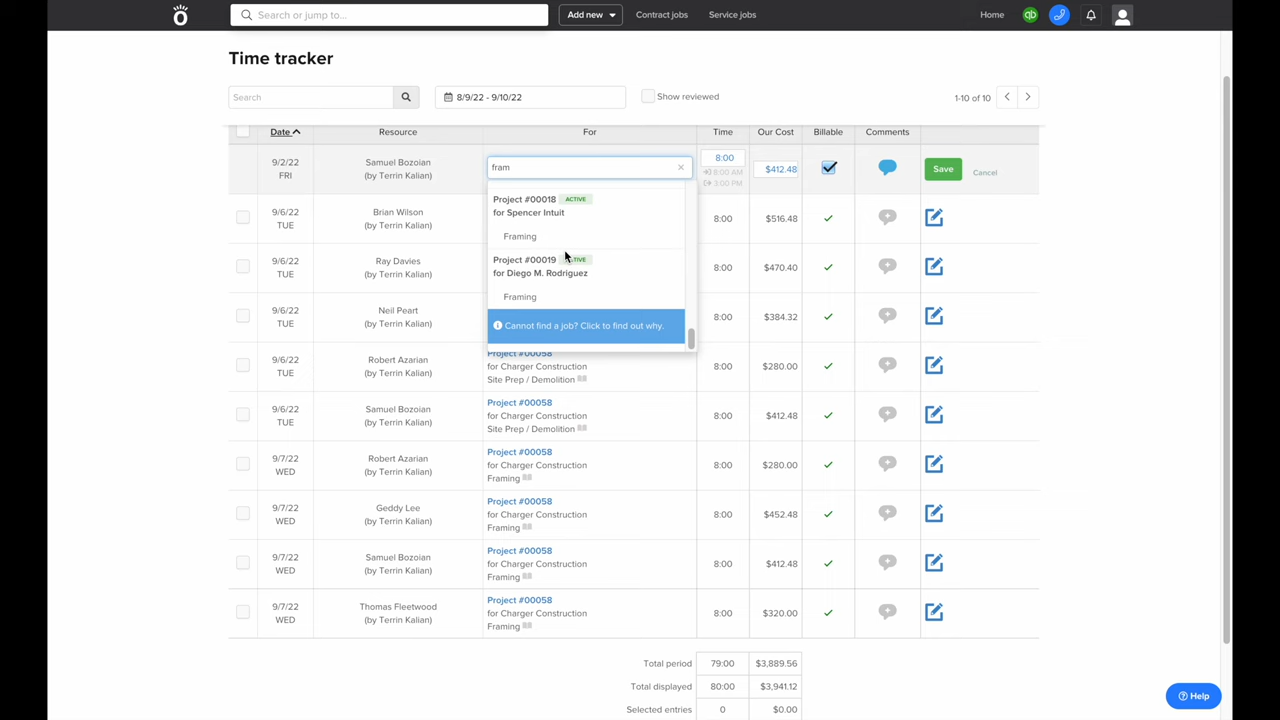 Search or jump to...
Add new
Contract jobs
Service jobs
Home
qb
Time tracker
Search
8/9/22 - 9/10/22
Show reviewed
1-10 of 10
Date
Resource
For
Time
Our Cost
Billable
Comments
9/2/22
FRI
Samuel Bozoian
(by Terrin Kalian)
fram
8:00
8:00 AM
3:00 PM
$412.48
Save
Cancel
Project #00018 ACTIVE
for Spencer Intuit
Framing
Project #00019
for Diego M. Rodriguez
Framing
Cannot find a job? Click to find out why.
9/6/22
TUE
Brian Wilson
(by Terrin Kalian)
8:00
$516.48
9/6/22
TUE
Ray Davies
(by Terrin Kalian)
8:00
$470.40
9/6/22
TUE
Neil Peart
(by Terrin Kalian)
8:00
$384.32
9/6/22
TUE
Robert Azarian
(by Terrin Kalian)
Project #00058
for Charger Construction
Site Prep / Demolition
8:00
$280.00
9/6/22
TUE
Samuel Bozoian
(by Terrin Kalian)
Project #00058
for Charger Construction
Site Prep / Demolition
8:00
$412.48
9/7/22
WED
Robert Azarian
(by Terrin Kalian)
Project #00058
for Charger Construction
Framing
8:00
$280.00
9/7/22
WED
Geddy Lee
(by Terrin Kalian)
Project #00058
for Charger Construction
Framing
8:00
$452.48
9/7/22
WED
Samuel Bozoian
(by Terrin Kalian)
Project #00058
for Charger Construction
Framing
8:00
$412.48
9/7/22
WED
Thomas Fleetwood
(by Terrin Kalian)
Project #00058
for Charger Construction
Framing
8:00
$320.00
Total period 79:00 $3,889.56
Total displayed 80:00 $3,941.12
Selected entries 0 $0.00
Help